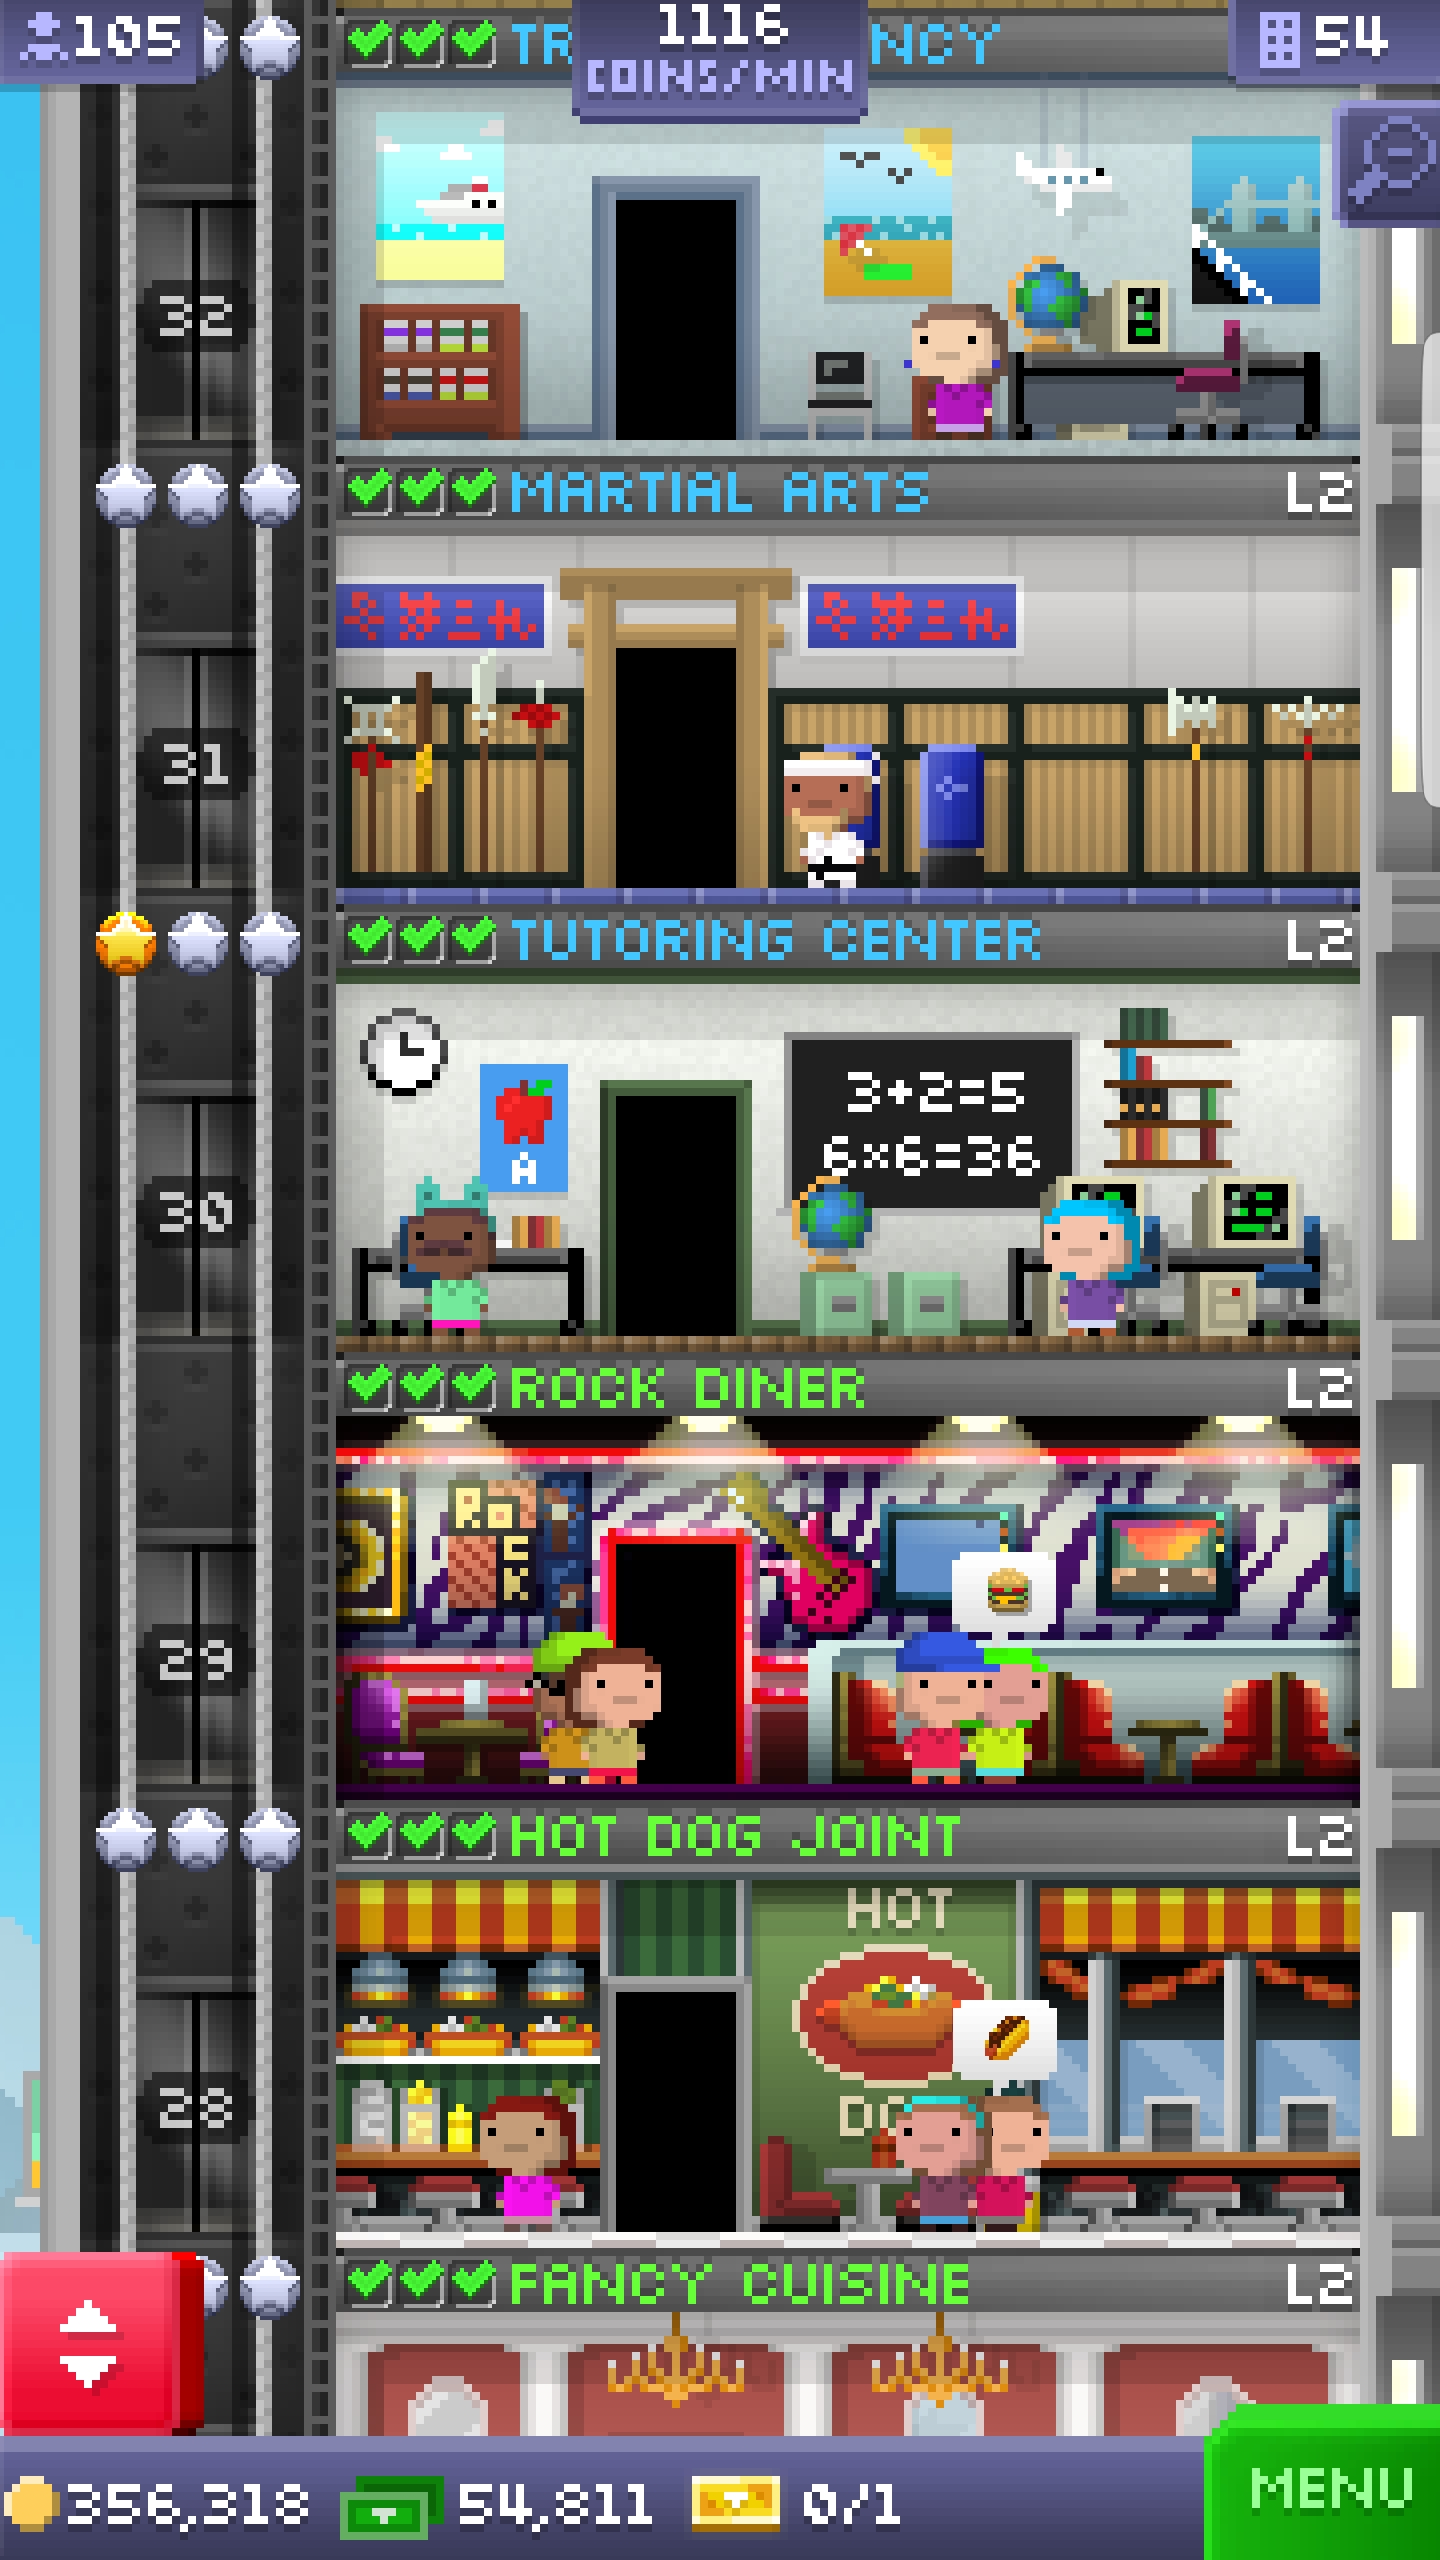 105
1116
COINS/MIN
54
TR NCY
32
MARTIAL ARTS L2
31
TUTORING CENTER L2
3+2=5
6×6=36
A
30
ROCK DINER L2
ROCK
29
HOT DOG JOINT L2
HOT
DO
28
FANCY CUISINE L2
356,318 54,811 0/1
MENU